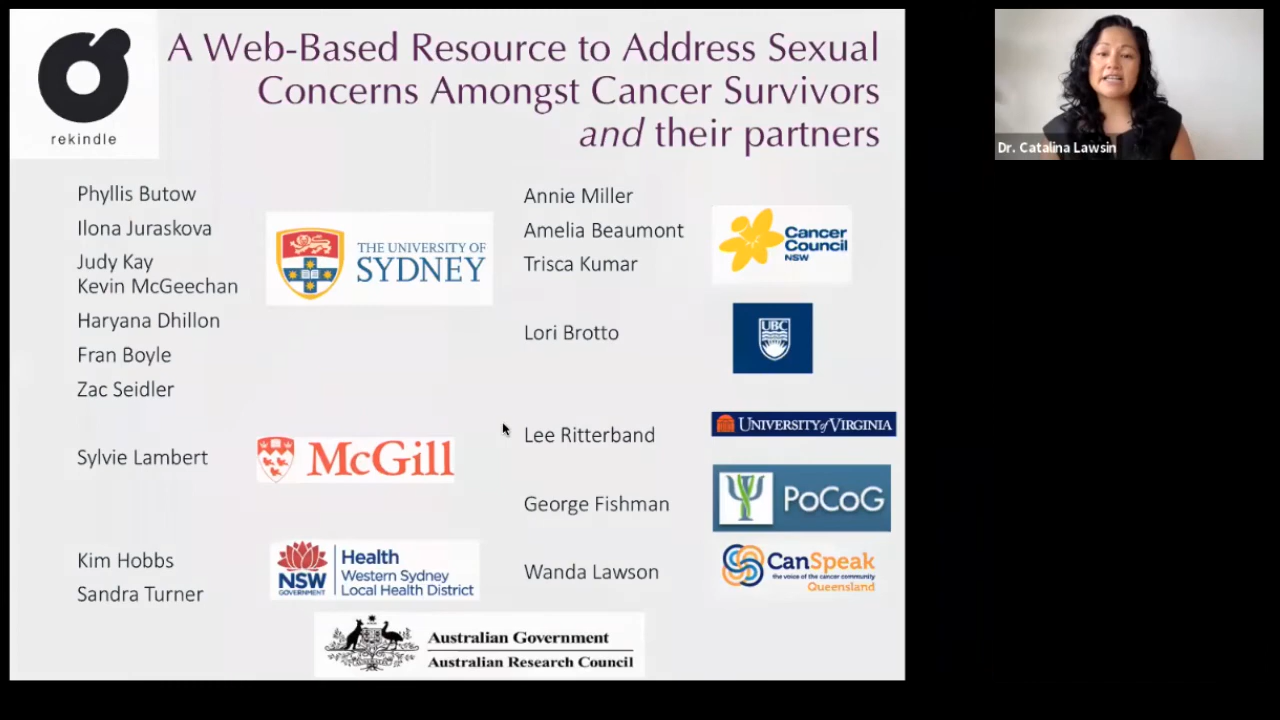 A Web-Based Resource to Address Sexual
Concerns Amongst Cancer Survivors
and their partners
rekindle
Phyllis Butow
Ilona Juraskova
Judy Kay
Kevin McGeechan
Haryana Dhillon
Fran Boyle
Zac Seidler
THE UNIVERSITY OF
SYDNEY
Sylvie Lambert
McGill
Kim Hobbs
Sandra Turner
NSW
GOVERNMENT
Health
Western Sydney
Local Health District
Annie Miller
Amelia Beaumont
Trisca Kumar
Cancer
Council
NSW
Lori Brotto
UBC
Lee Ritterband
UNIVERSITY of VIRGINIA
George Fishman
PoCoG
Wanda Lawson
CanSpeak
the voice of the cancer community
Queensland
Australian Government
Australian Research Council
Dr. Catalina Lawsin